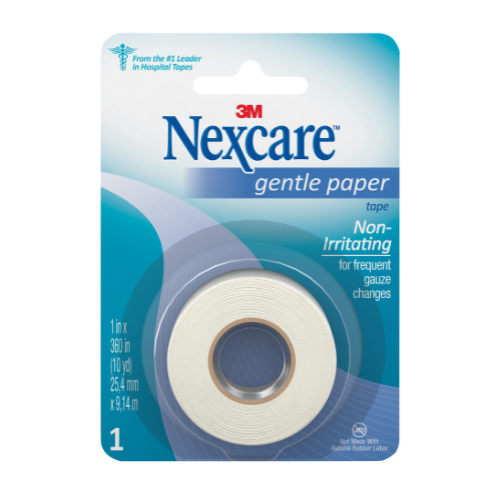 From the #1 Leader
in Hospital Tapes
3M
Nexcare™
gentle paper
tape
Non-
Irritating
for frequent
gauze
changes
1 in x
360 in
(10 yd)
25,4 mm
x 9,14 m
1
Not Made With
Natural Rubber Latex